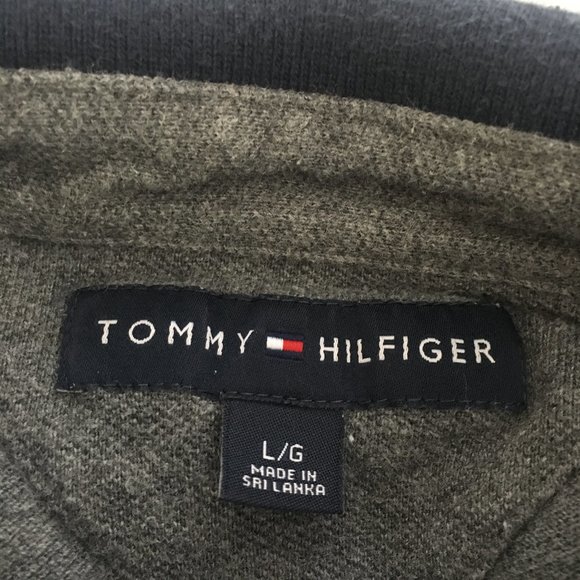 TOMMY HILFIGER
L/G
MADE IN
SRI LANKA